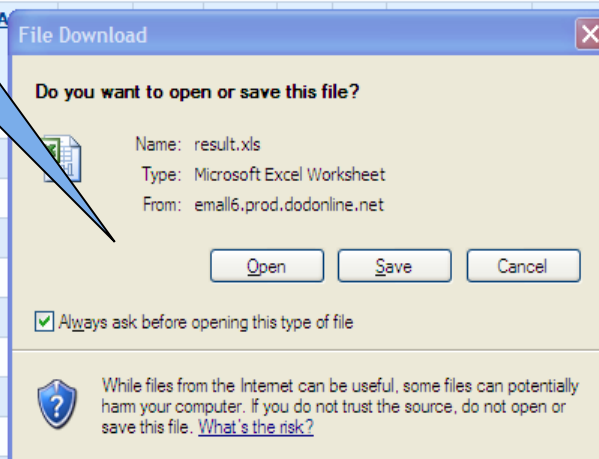 File Download
Do you want to open or save this file?
Name: result.xls
Type: Microsoft Excel Worksheet
From: emall6.prod.dodonline.net
Open Save Cancel
Always ask before opening this type of file
While files from the Internet can be useful, some files can potentially
harm your computer. If you do not trust the source, do not open or
save this file. What's the risk?